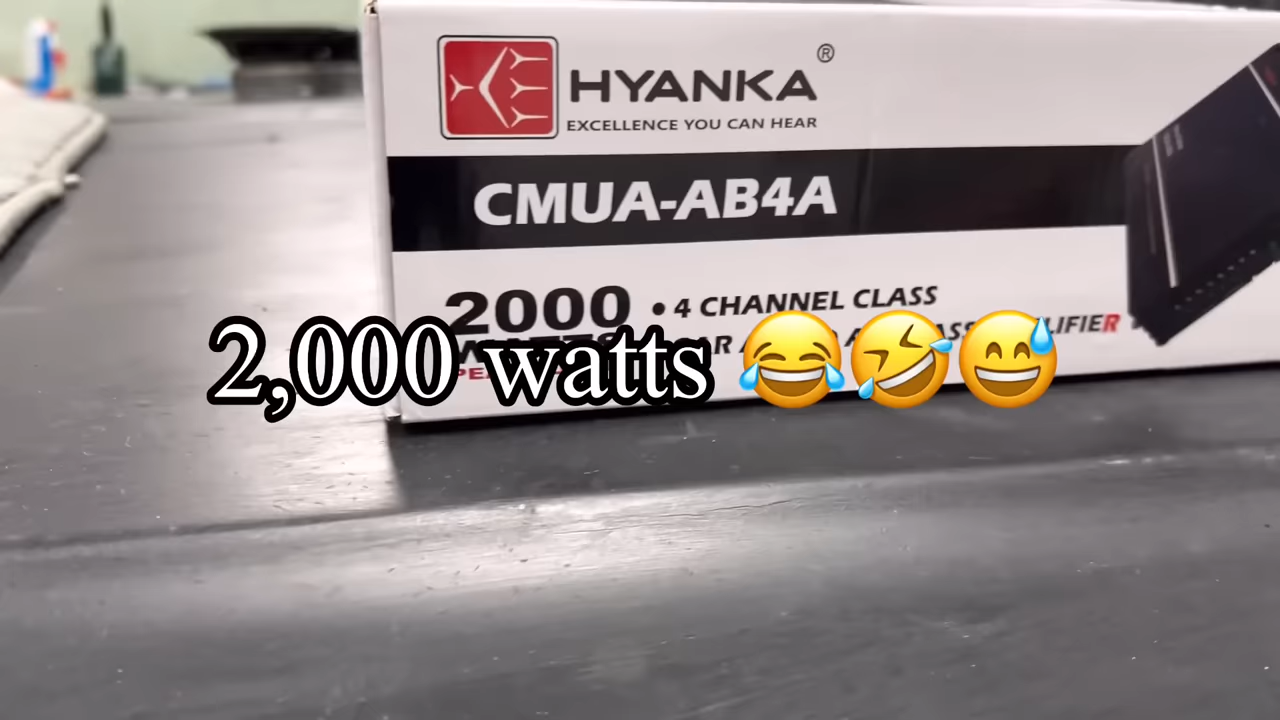 HYANKA ®
EXCELLENCE YOU CAN HEAR
CMUA-AB4A
2000 • 4 CHANNEL CLASS
2,000 watts 😂🤣😅